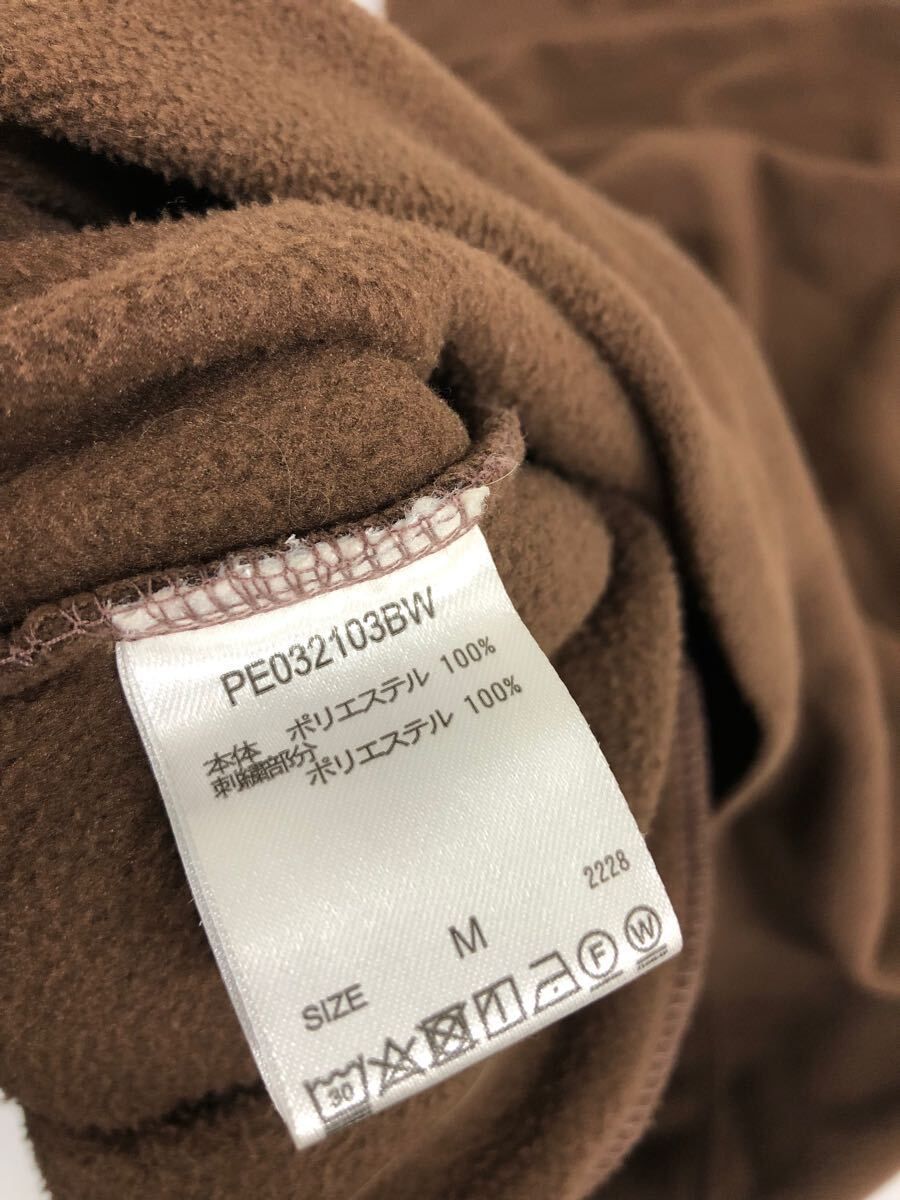 PE032103BW
本体 ポリエステル 100%
刺繍部分 ポリエステル 100%
2228
SIZE M
30 F W